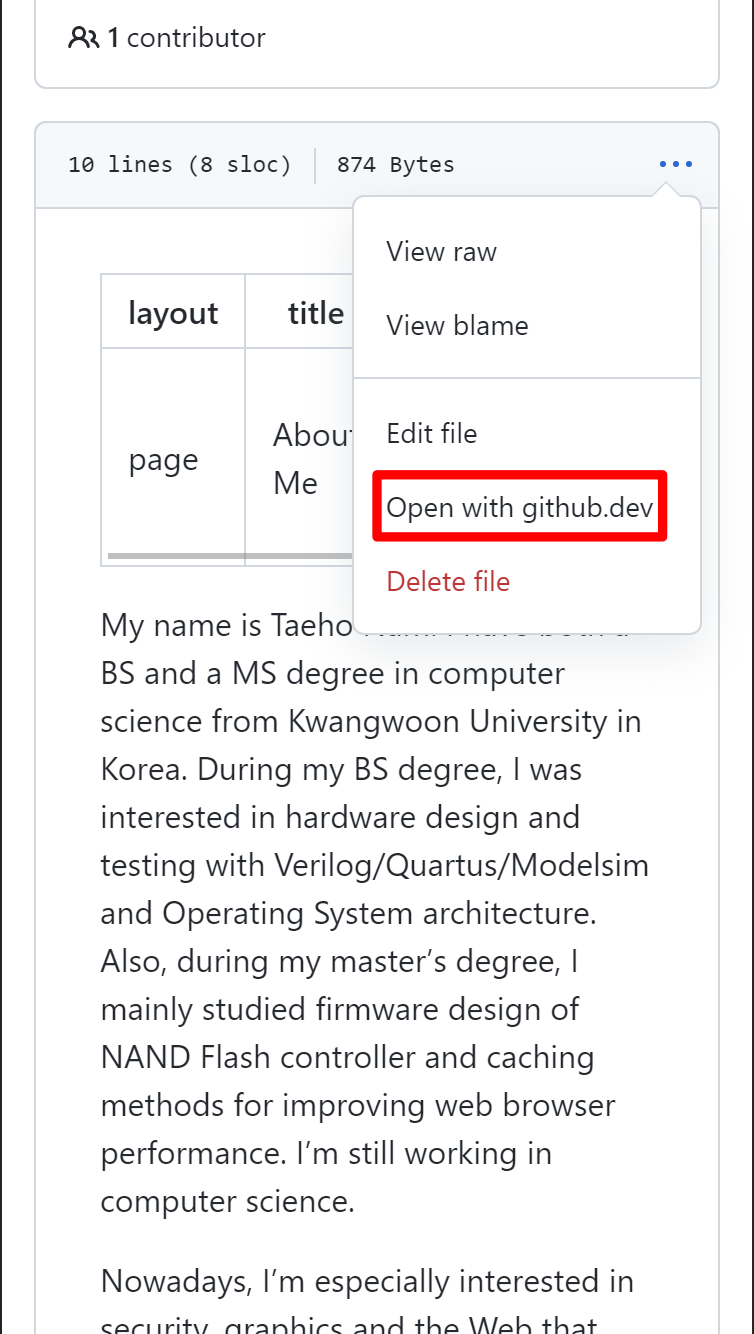 1 contributor
10 lines (8 sloc) 874 Bytes
View raw
View blame
Edit file
Open with github.dev
Delete file
layout title
page
About
Me
My name is Taeho
BS and a MS degree in computer
science from Kwangwoon University in
Korea. During my BS degree, I was
interested in hardware design and
testing with Verilog/Quartus/Modelsim
and Operating System architecture.
Also, during my master’s degree, I
mainly studied firmware design of
NAND Flash controller and caching
methods for improving web browser
performance. I’m still working in
computer science.
Nowadays, I’m especially interested in
security, graphics and the Web that